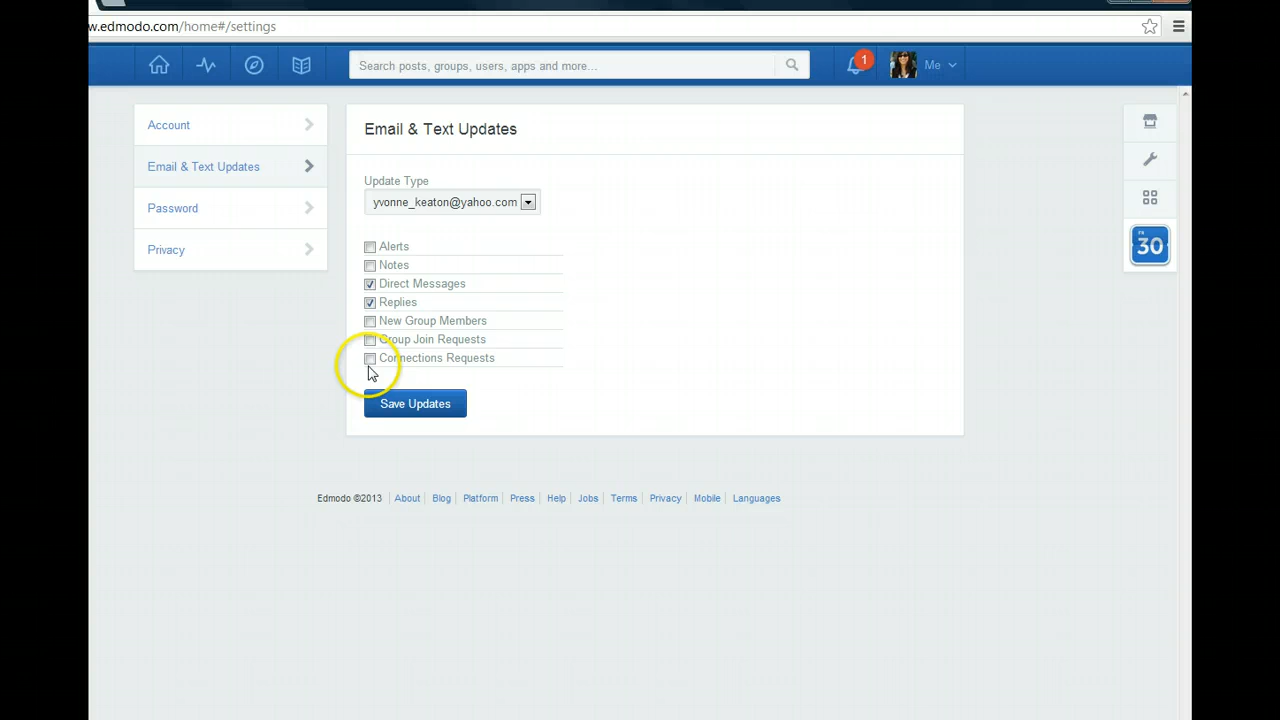 w.edmodo.com/home#/settings
Search posts, groups, users, apps and more...
1
Me
Account
Email & Text Updates
Password
Privacy
Email & Text Updates
Update Type
yvonne_keaton@yahoo.com
Alerts
Notes
Direct Messages
Replies
New Group Members
Group Join Requests
Connections Requests
Save Updates
30
Edmodo ©2013 About Blog Platform Press Help Jobs Terms Privacy Mobile Languages